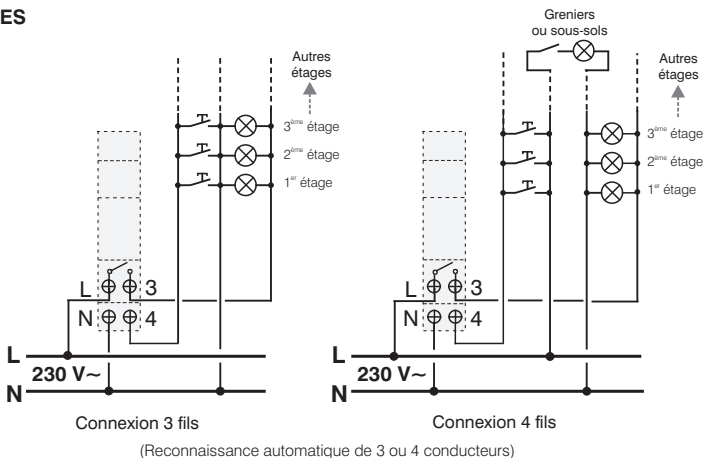 ES
Autres
étages
3ème étage
2ème étage
1er étage
L 3
N 4
L
230 V~
N
Connexion 3 fils
Greniers
ou sous-sols
Autres
étages
3ème étage
2ème étage
1er étage
L 3
N 4
L
230 V~
N
Connexion 4 fils
(Reconnaissance automatique de 3 ou 4 conducteurs)